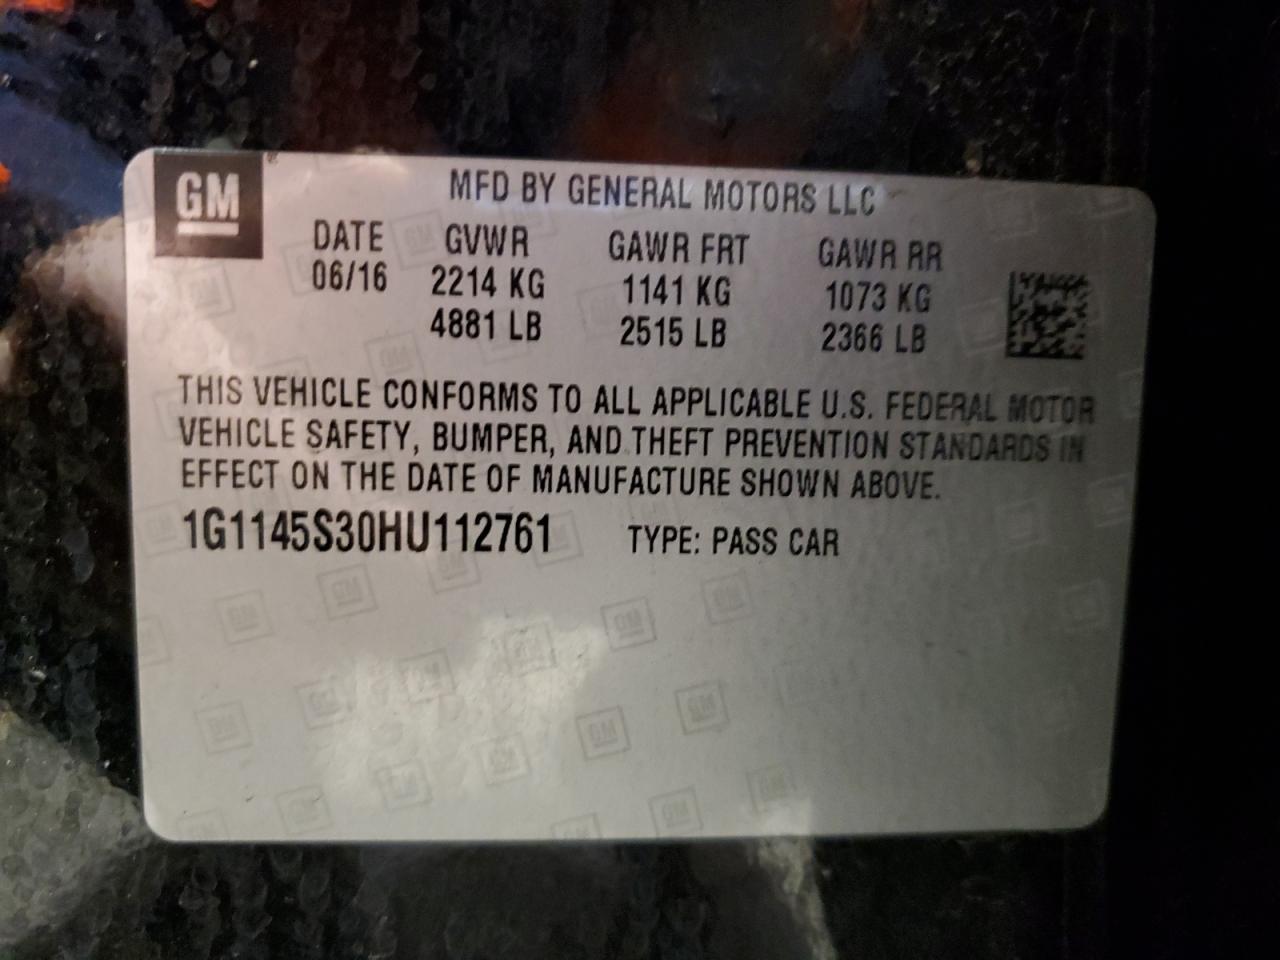 GM
MFD BY GENERAL MOTORS LLC
DATE GVWR GAWR FRT GAWR RR
06/16 2214 KG 1141 KG 1073 KG
4881 LB 2515 LB 2366 LB
THIS VEHICLE CONFORMS TO ALL APPLICABLE U.S. FEDERAL MOTOR
VEHICLE SAFETY, BUMPER, AND THEFT PREVENTION STANDARDS IN
EFFECT ON THE DATE OF MANUFACTURE SHOWN ABOVE.
1G1145S30HU112761 TYPE: PASS CAR